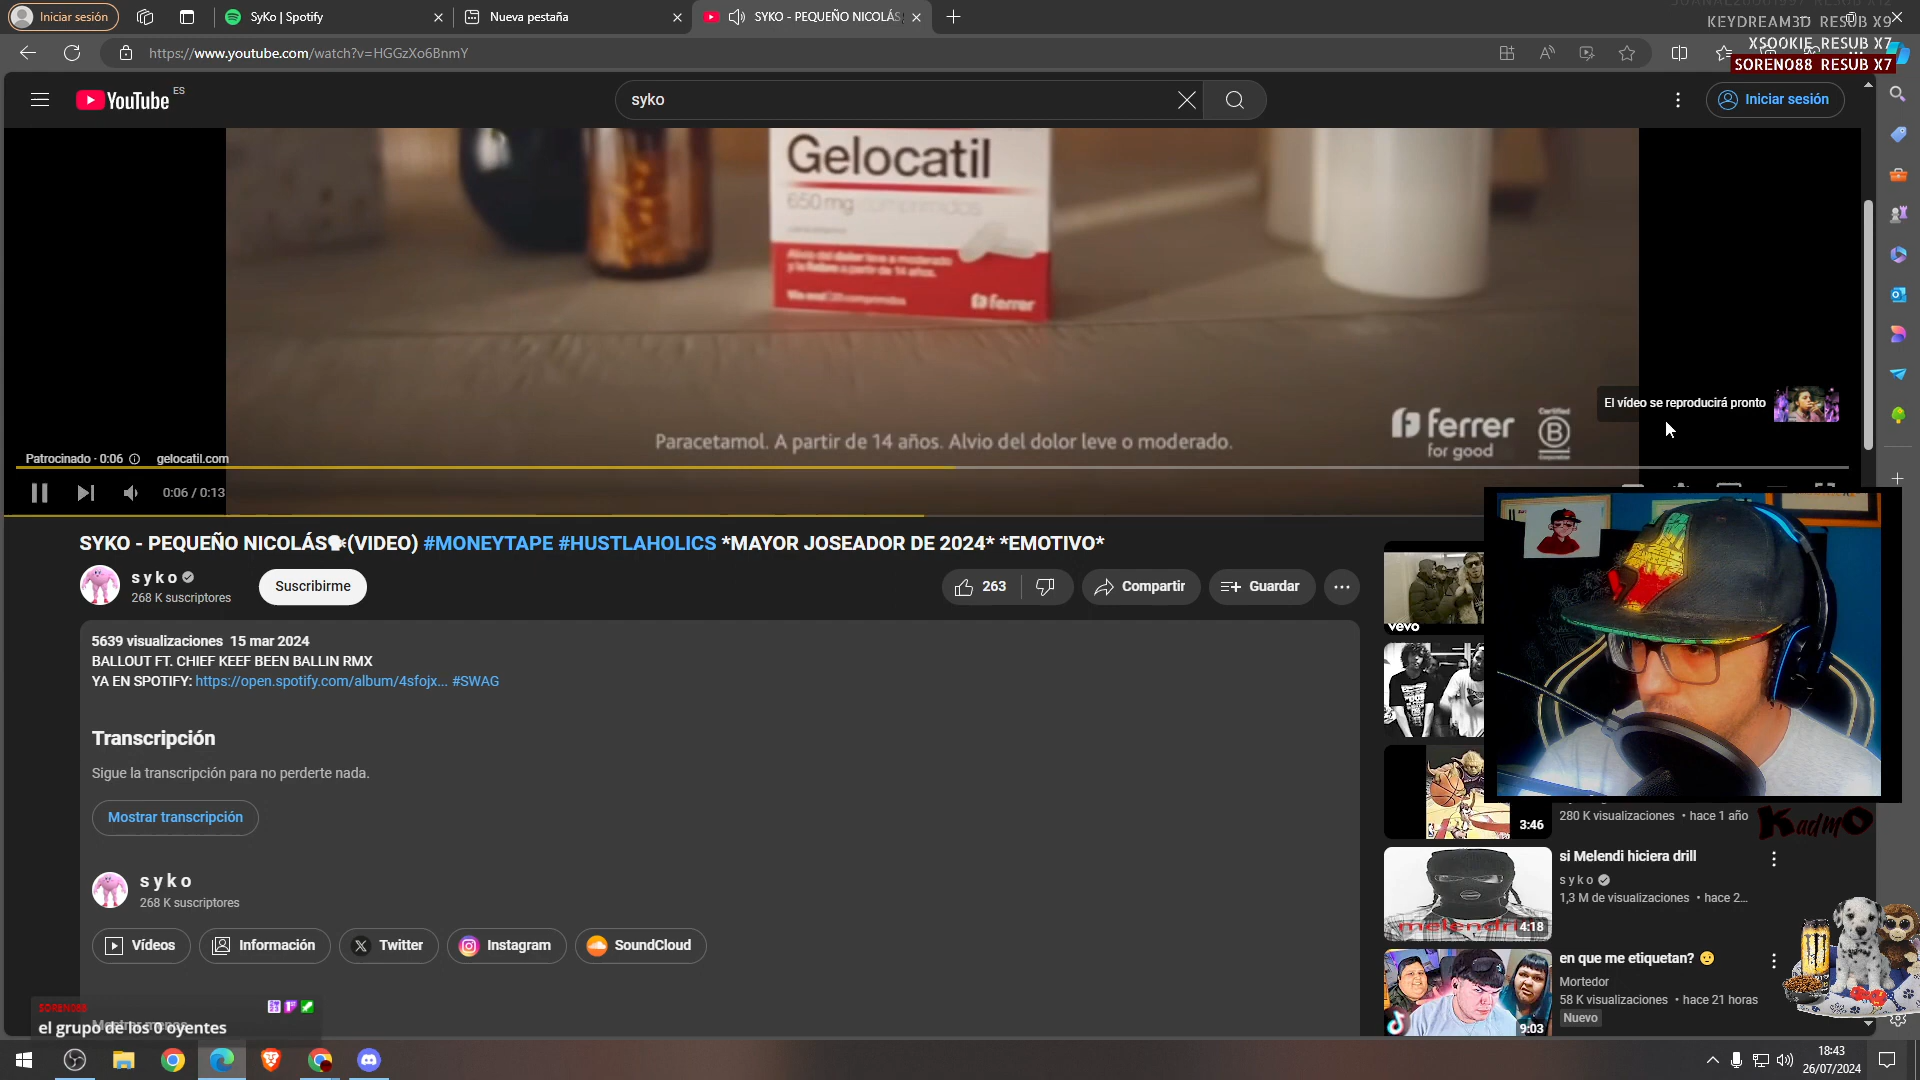 Iniciar sesión
SyKo | Spotify
Nueva pestaña
SYKO - PEQUEÑO NICOLÁS
KEYDREAM3D RESUB X9
XSOOKIE RESUB X7
SOREN088 RESUB X7
https://www.youtube.com/watch?v=HGGzXo6BnmY
YouTube ES
syko
Iniciar sesión
Gelocatil
650 mg comprimidos
Alivio del dolor leve a moderado
y la fiebre a partir de 14 años.
ferrer
El vídeo se reproducirá pronto
Paracetamol. A partir de 14 años. Alvio del dolor leve o moderado.
ferrer
for good
Certified
B
Corporation
Patrocinado · 0:06
gelocatil.com
0:06 / 0:13
SYKO - PEQUEÑO NICOLÁS🗣(VIDEO) #MONEYTAPE #HUSTLAHOLICS *MAYOR JOSEADOR DE 2024* *EMOTIVO*
s y k o
268 K suscriptores
Suscribirme
263
Compartir
Guardar
5639 visualizaciones 15 mar 2024
BALLOUT FT. CHIEF KEEF BEEN BALLIN RMX
YA EN SPOTIFY: https://open.spotify.com/album/4sfojx... #SWAG
Transcripción
Sigue la transcripción para no perderte nada.
Mostrar transcripción
s y k o
268 K suscriptores
Vídeos
Información
Twitter
Instagram
SoundCloud
SOREN088
el grupo de los 0 oyentes
vevo
3:46
280 K visualizaciones • hace 1 año
KadmO
si Melendi hiciera drill
s y k o
1,3 M de visualizaciones • hace 2...
melendi
4:18
en que me etiquetan? 😕
Mortedor
58 K visualizaciones • hace 21 horas
Nuevo
9:03
18:43
26/07/2024